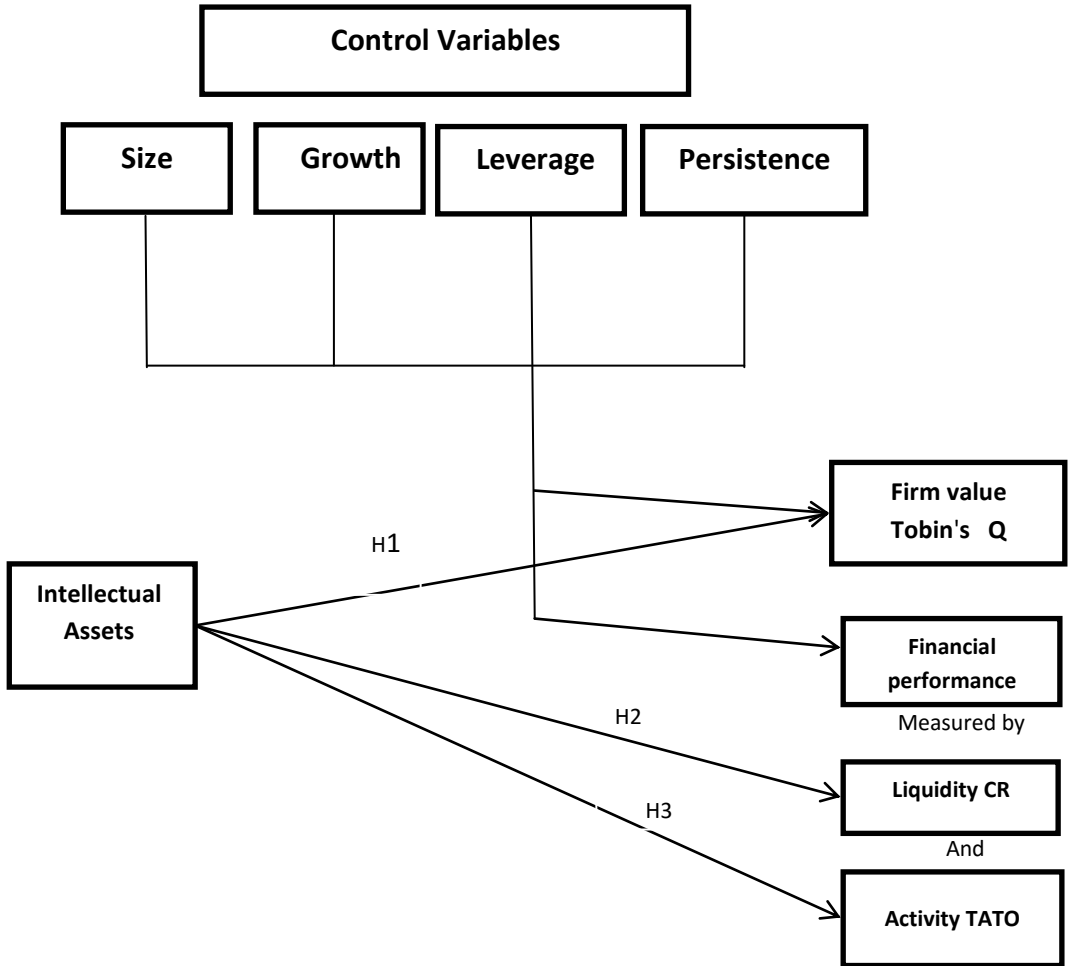 Control Variables
Size
Growth
Leverage
Persistence
Firm value
Tobin's Q
H1
Intellectual
Assets
Financial
performance
Measured by
H2
Liquidity CR
H3
And
Activity TATO